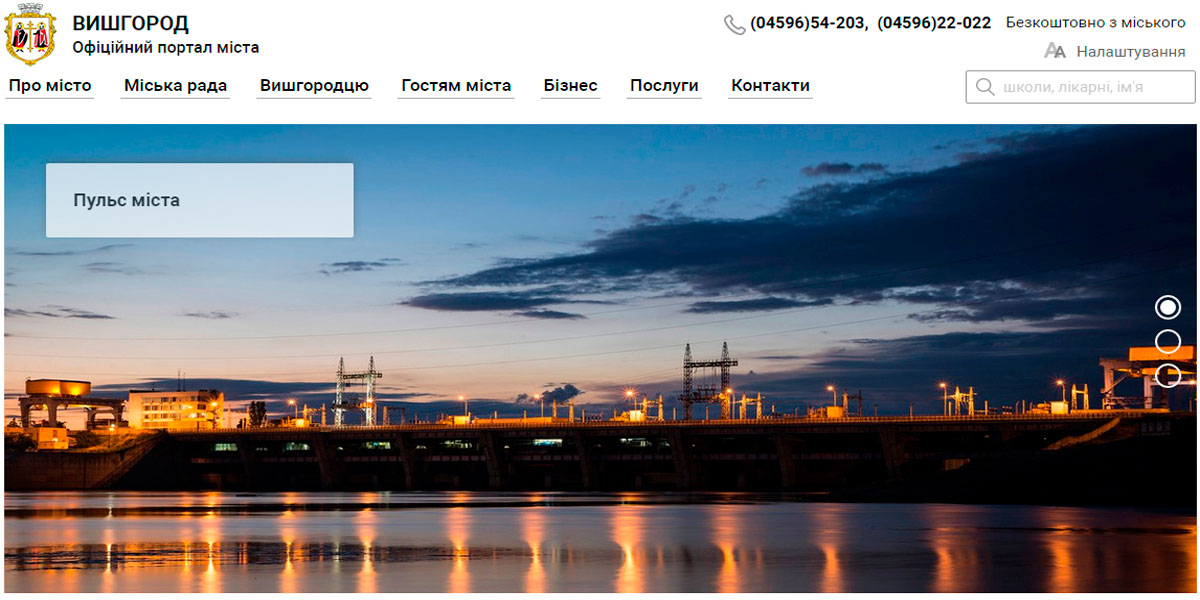 ВИШГОРОД
Офіційний портал міста
(04596)54-203, (04596)22-022 Безкоштовно з міського
AA Налаштування
Про місто Міська рада Вишгородцю Гостям міста Бізнес Послуги Контакти
школи, лікарні, ім'я
Пульс міста